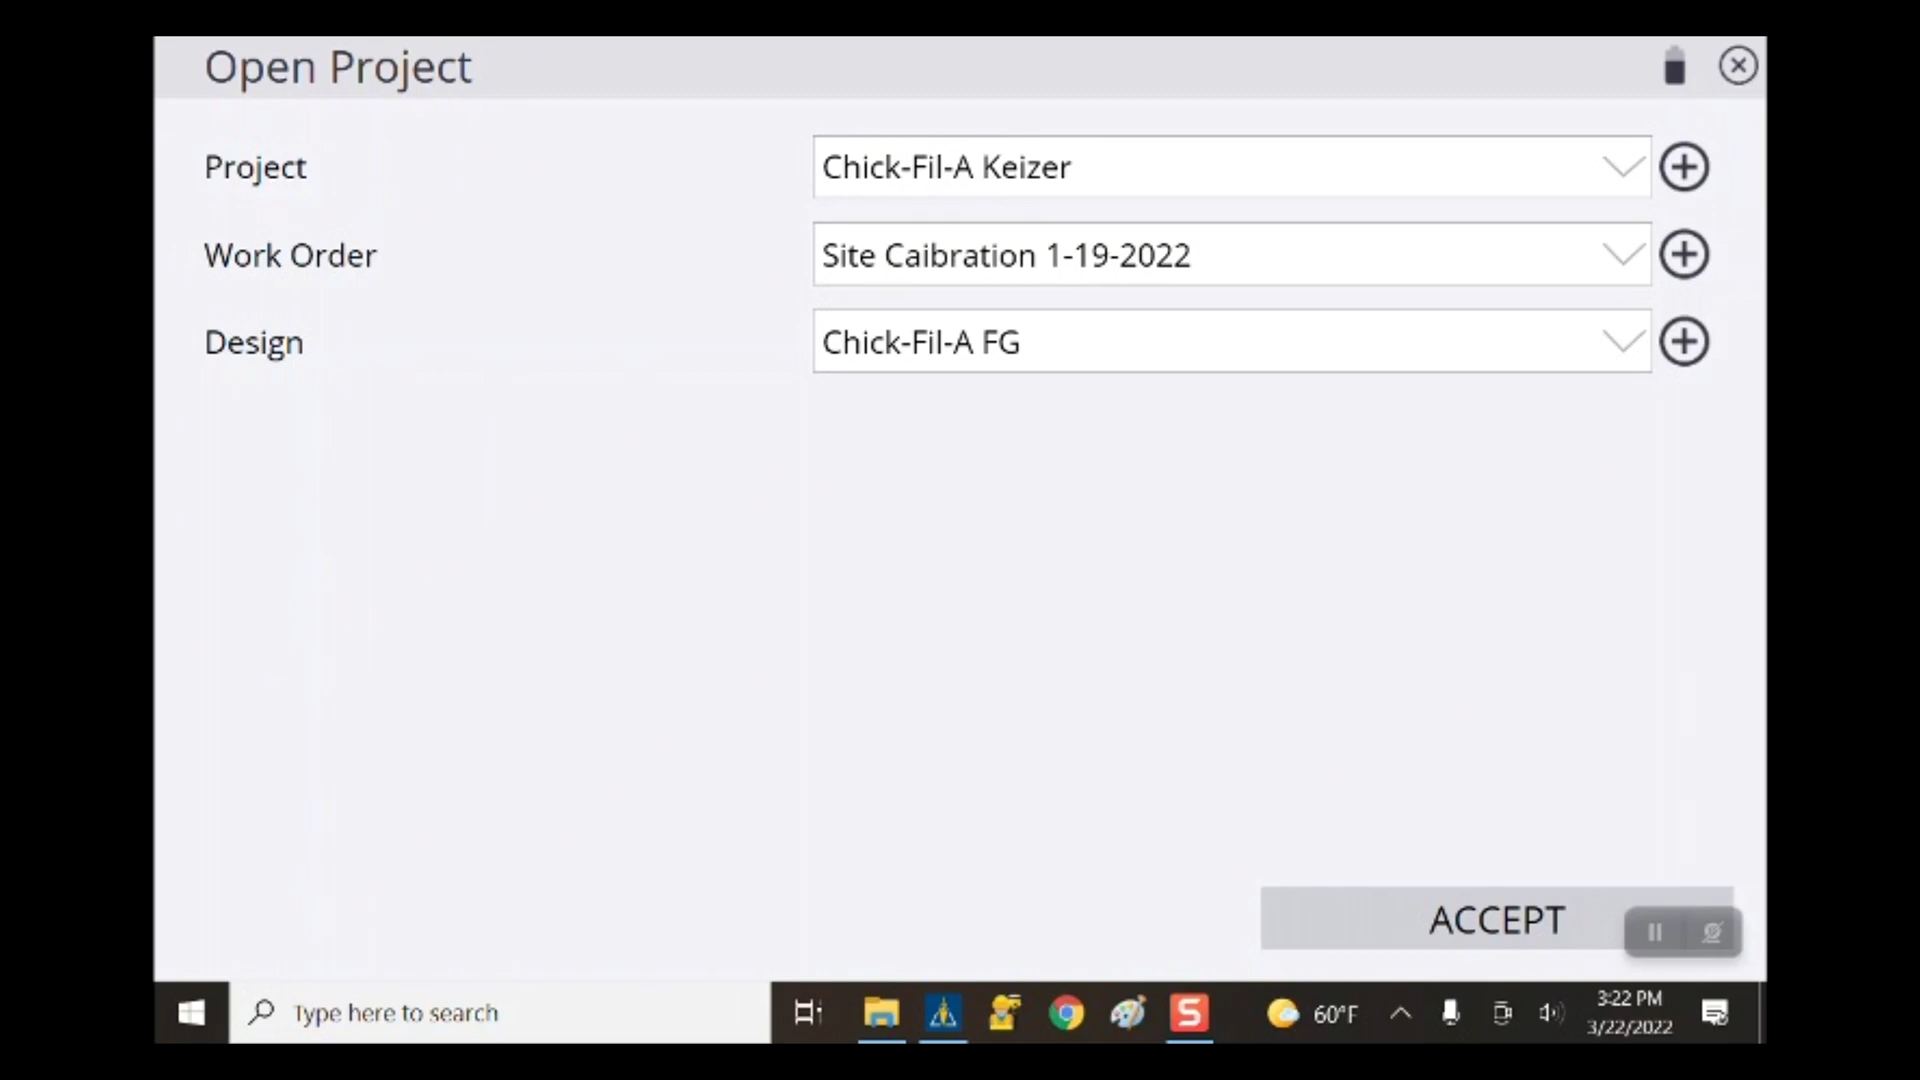 Open Project
Project
Chick-Fil-A Keizer
Work Order
Site Caibration 1-19-2022
Design
Chick-Fil-A FG
ACCEPT
Type here to search
S
60°F
3:22 PM
3/22/2022